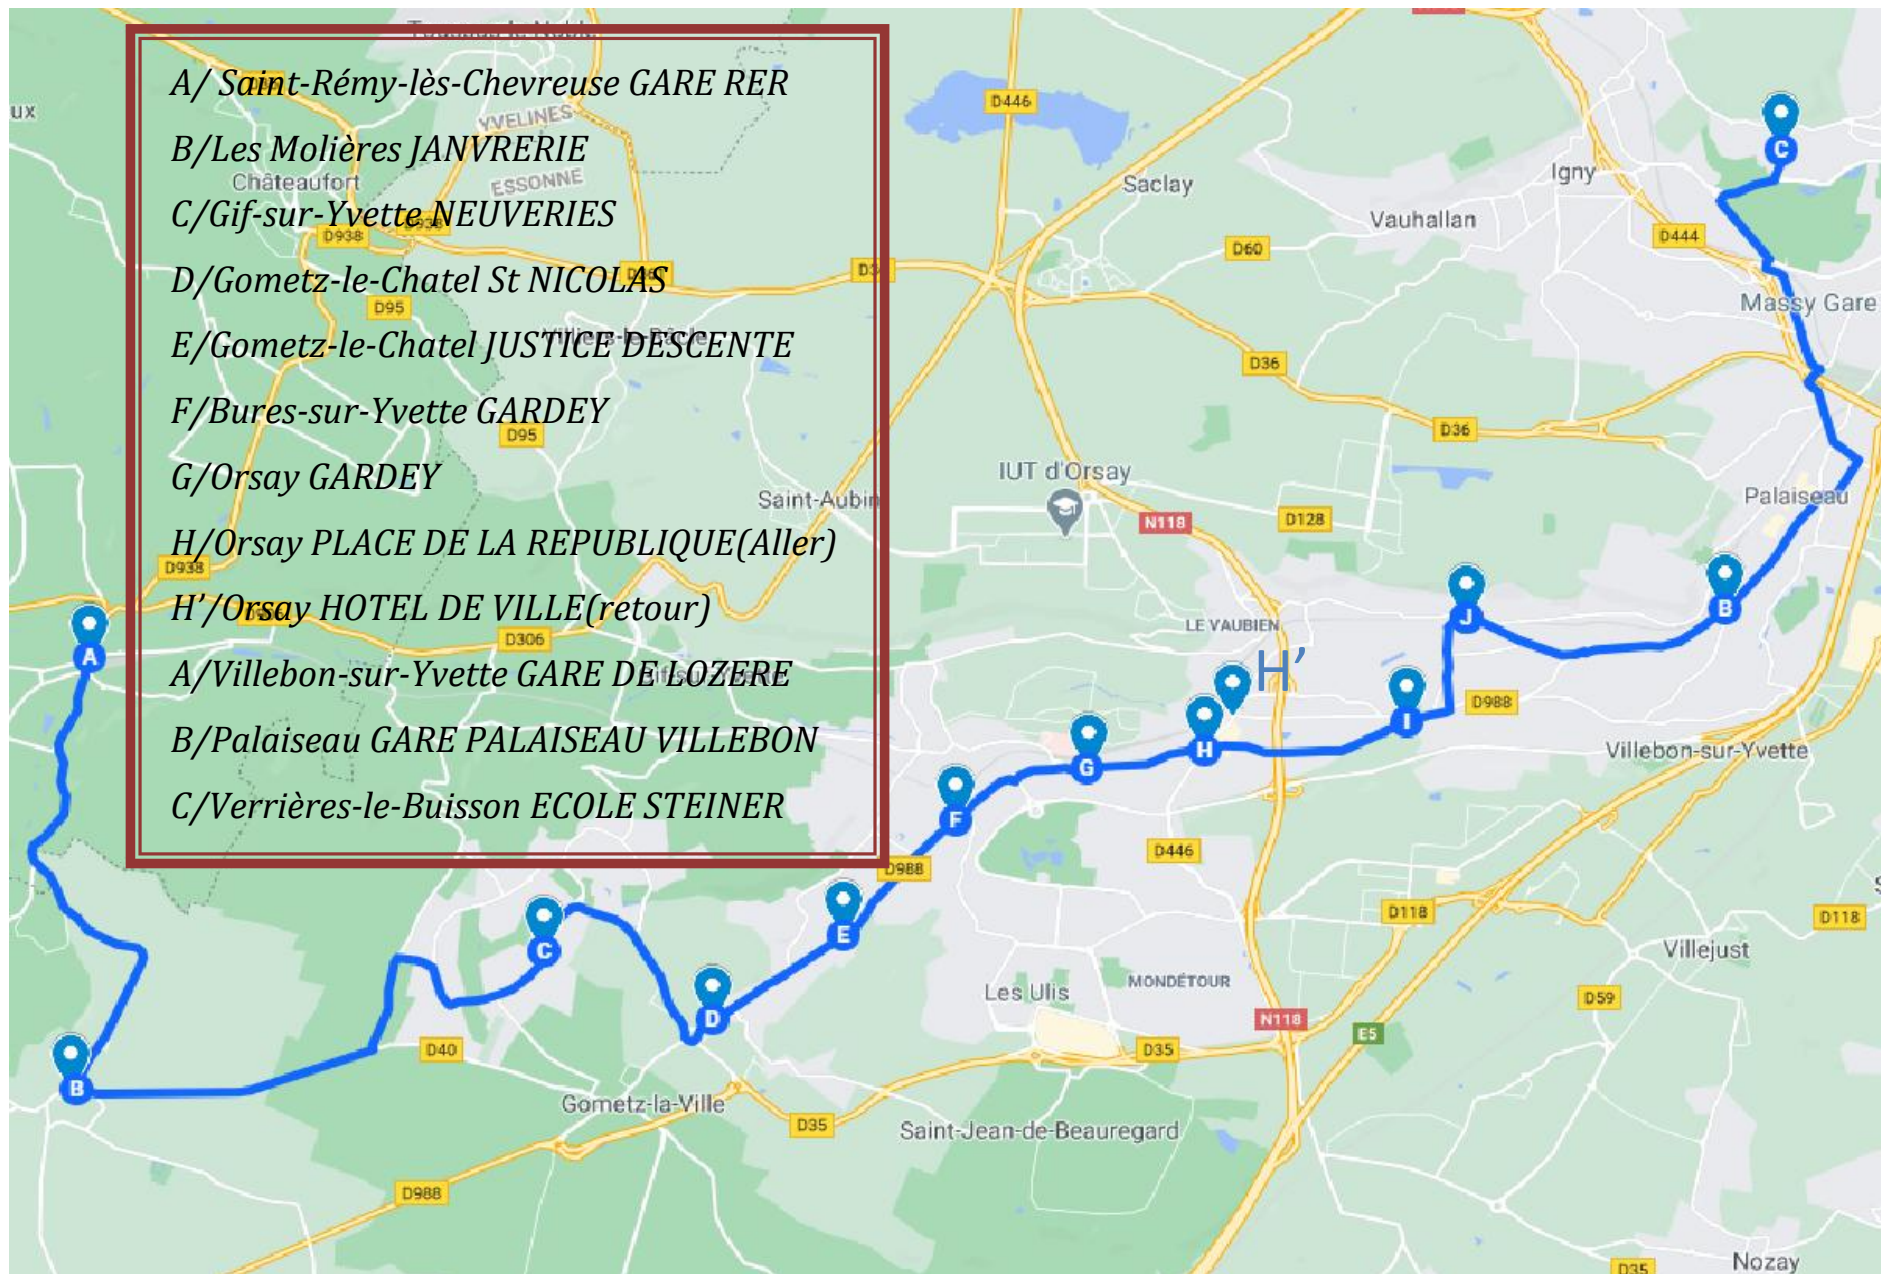 A/ Saint-Rémy-lès-Chevreuse GARE RER
B/Les Molières JANVRERIE
C/Gif-sur-Yvette NEUVERIES
D/Gometz-le-Chatel St NICOLAS
E/Gometz-le-Chatel JUSTICE DESCENTE
F/Bures-sur-Yvette GARDEY
G/Orsay GARDEY
H/Orsay PLACE DE LA REPUBLIQUE(Aller)
H’/Orsay HOTEL DE VILLE(retour)
A/Villebon-sur-Yvette GARE DE LOZERE
B/Palaiseau GARE PALAISEAU VILLEBON
C/Verrières-le-Buisson ECOLE STEINER
ux
YVELINES
ESSONNE
Châteaufort
D938
D95
D95
Saint-Aubin
D938
D306
D446
Saclay
Igny
C
Vauhallan
D444
D60
Massy Gare
D36
D36
IUT d'Orsay
N118
D128
Palaiseau
LE VAUBIEN
H’
J
B
A
I
D988
H
G
Villebon-sur-Yvette
F
D446
D988
E
C
D
D118
D118
Villejust
Les Ulis
MONDÉTOUR
D59
N118
E5
D40
D35
B
Gometz-la-Ville
D35
Saint-Jean-de-Beauregard
D988
D35
Nozay